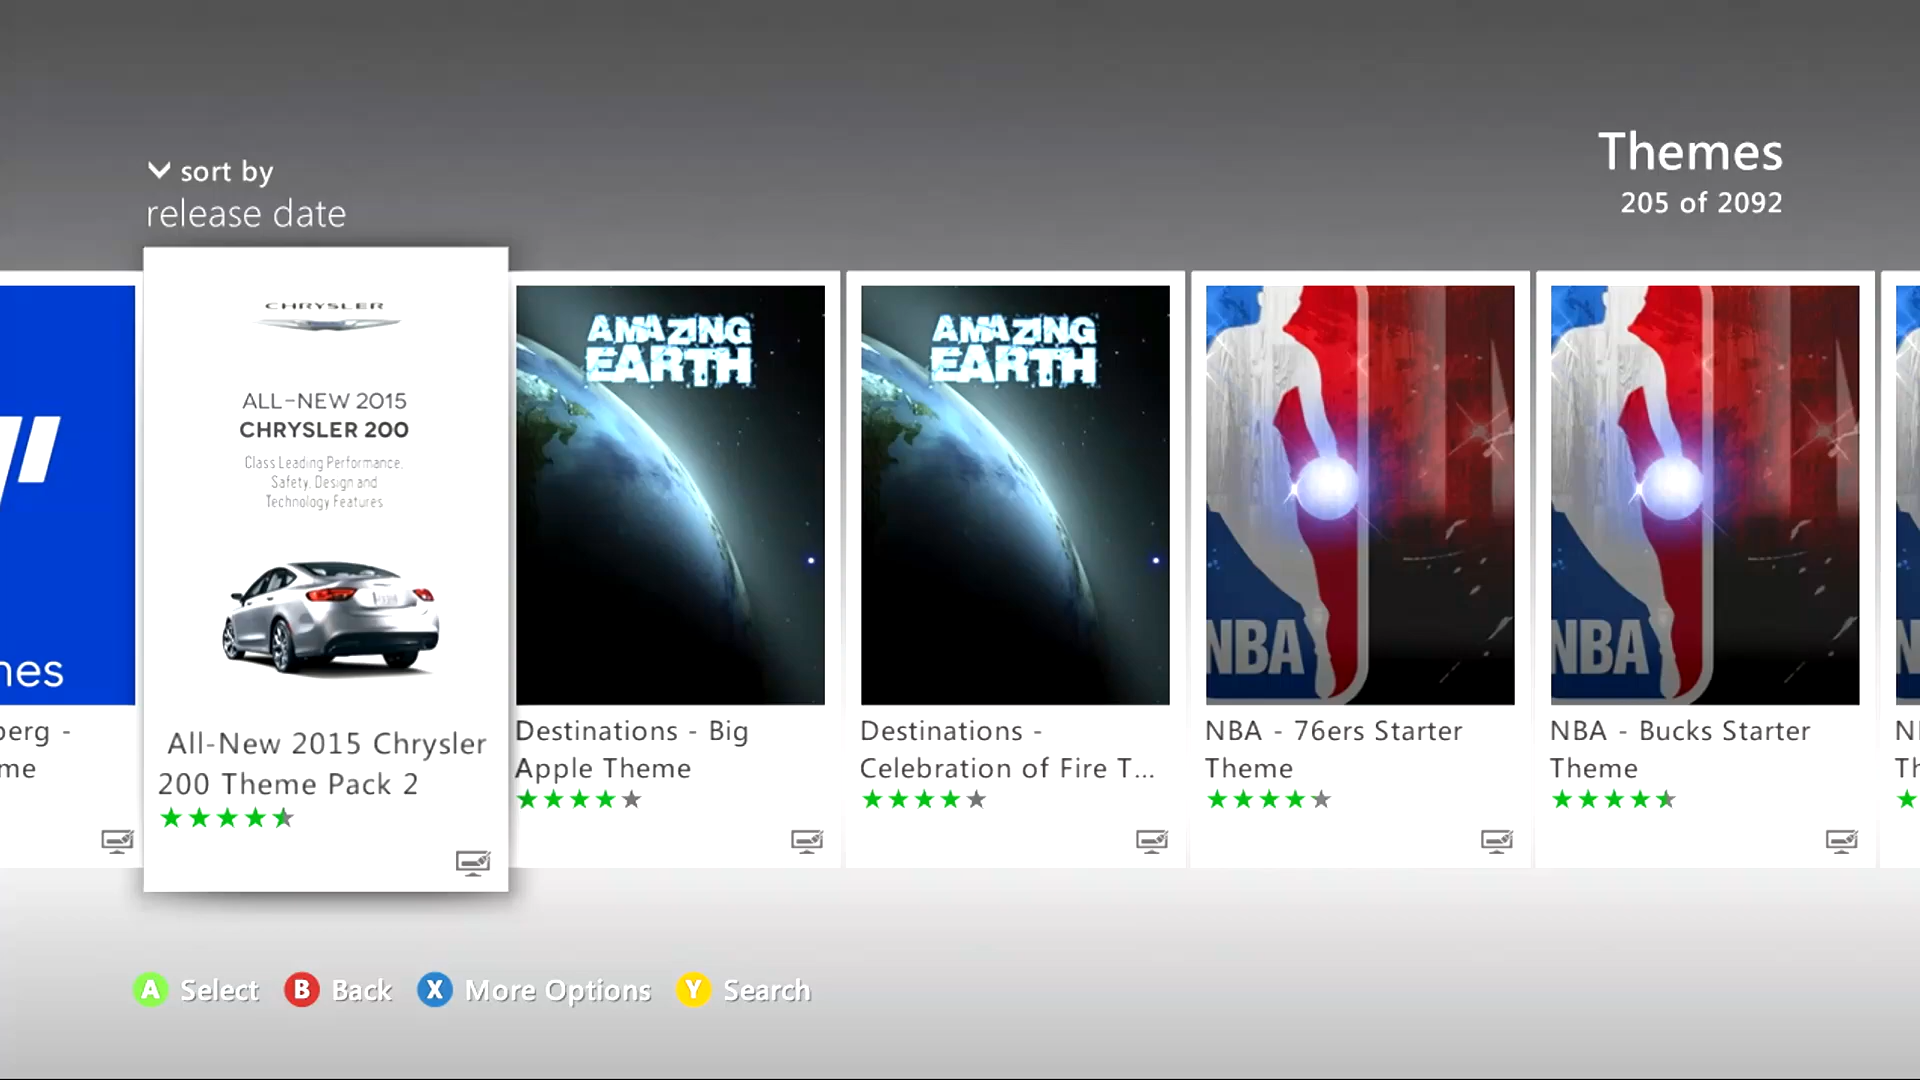 sort by
release date
Themes
205 of 2092
nes
perg -
me
CHRYSLER
ALL-NEW 2015
CHRYSLER 200
Class Leading Performance,
Safety, Design and
Technology Features
All-New 2015 Chrysler
200 Theme Pack 2
AMAZING
EARTH
Destinations - Big
Apple Theme
AMAZING
EARTH
Destinations -
Celebration of Fire T...
NBA
NBA - 76ers Starter
Theme
NBA
NBA - Bucks Starter
Theme
A Select B Back X More Options Y Search